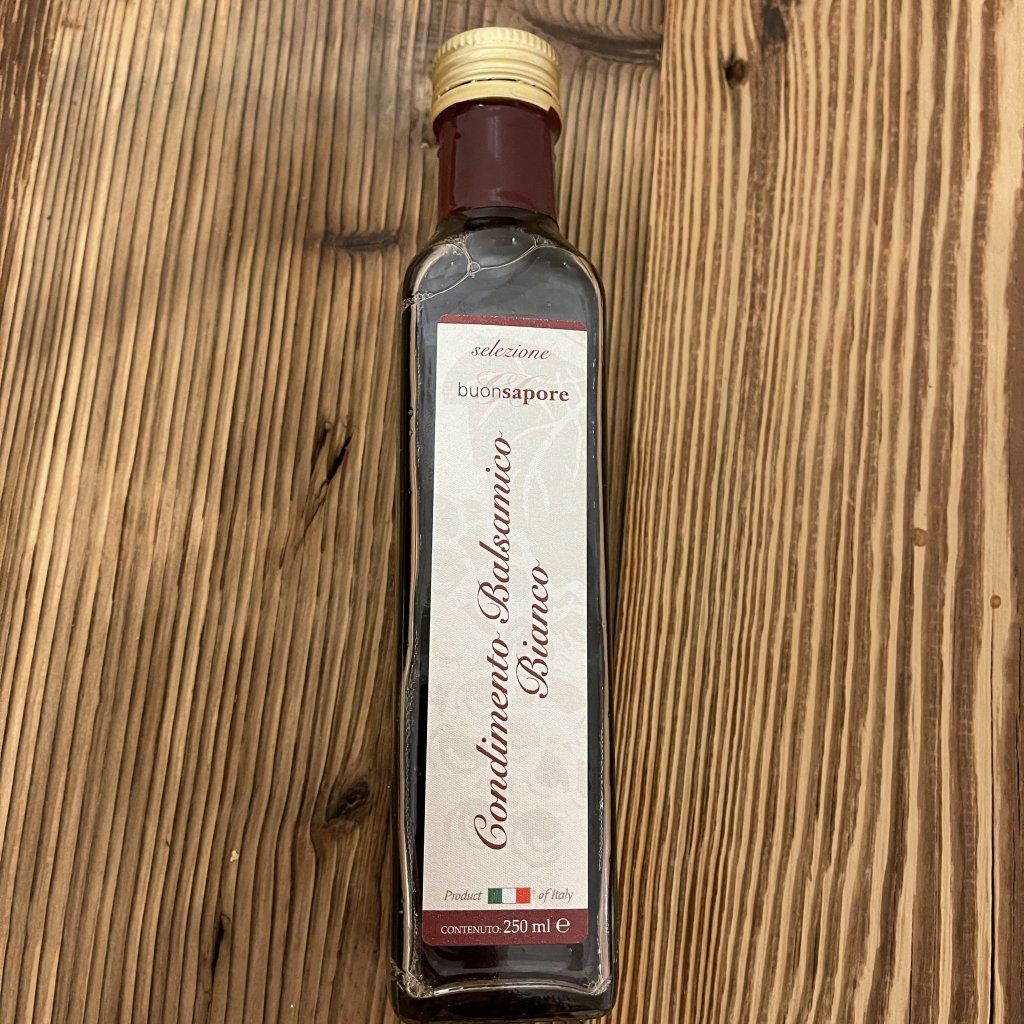 selezione
buonsapore
Condimento Balsamico
Bianco
Product of Italy
CONTENUTO: 250 ml ℮